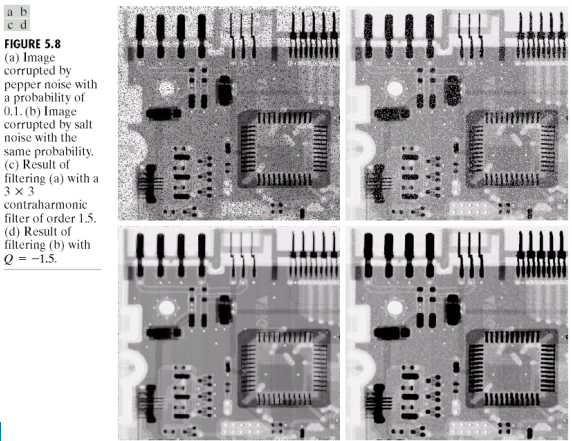 a b
c d
FIGURE 5.8
(a) Image
corrupted by
pepper noise with
a probability of
0.1. (b) Image
corrupted by salt
noise with the
same probability.
(c) Result of
filtering (a) with a
3 × 3
contraharmonic
filter of order 1.5.
(d) Result of
filtering (b) with
Q = −1.5.